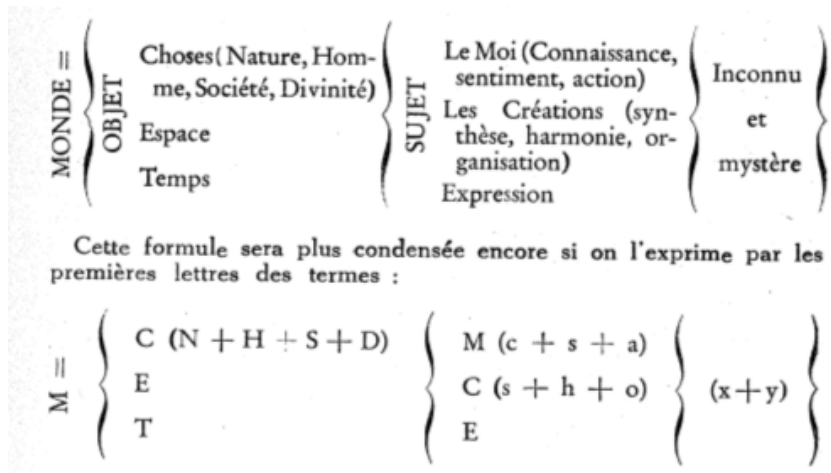 MONDE =
OBJET
Choses (Nature, Hom-
me, Société, Divinité)
Espace
Temps
SUJET
Le Moi (Connaissance,
sentiment, action)
Les Créations (syn-
thèse, harmonie, or-
ganisation)
Expression
Inconnu
et
mystère
Cette formule sera plus condensée encore si on l'exprime par les
premières lettres des termes :
M =
C (N + H + S + D)
E
T
M (c + s + a)
C (s + h + o)
E
(x+y)